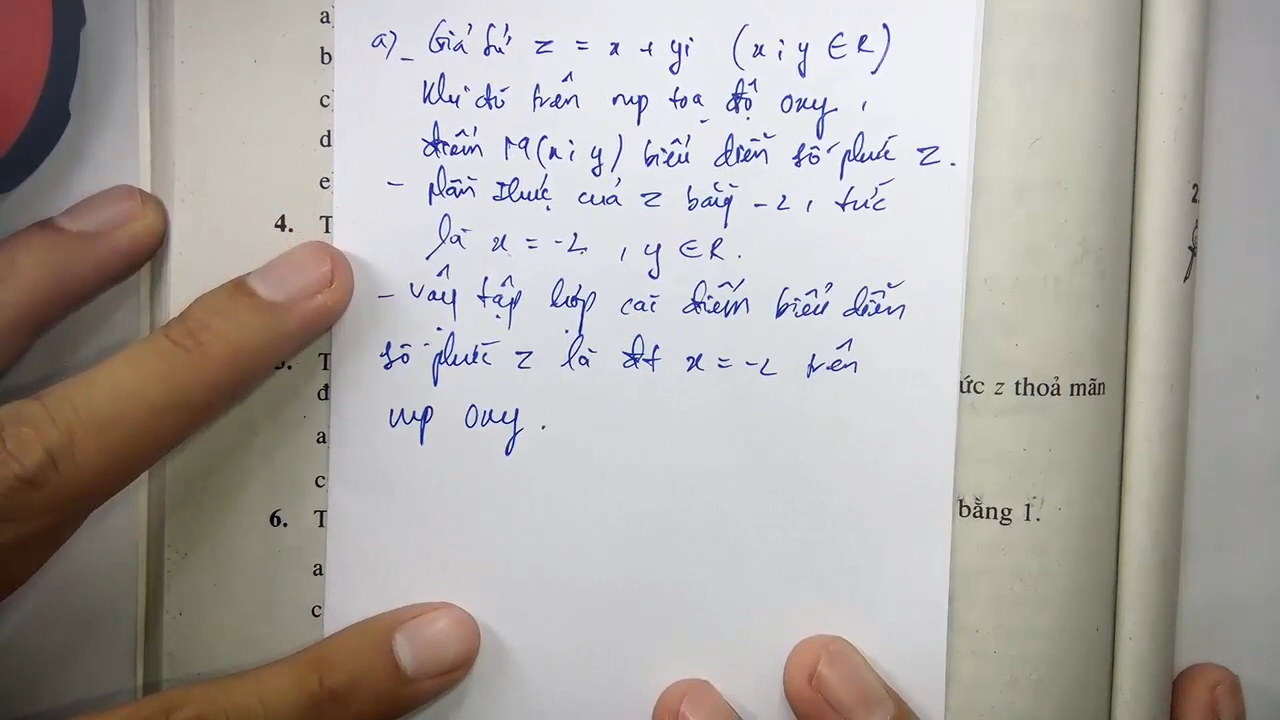 a)
b
c)
d
e)
4. T
T
đ
a
c
6. T
a
c
a) - Giả sử z = x + yi (x; y ∈ R)
Khi đó trên mp toạ độ oxy,
điểm M(x; y) biểu diễn số phức z.
- phần thực của z bằng -2, tức
là x = -2, y ∈ R.
- Vậy tập hợp các điểm biểu diễn
số phức z là đt x = -2 trên
mp oxy.
ức z thoả mãn
bằng 1.
2